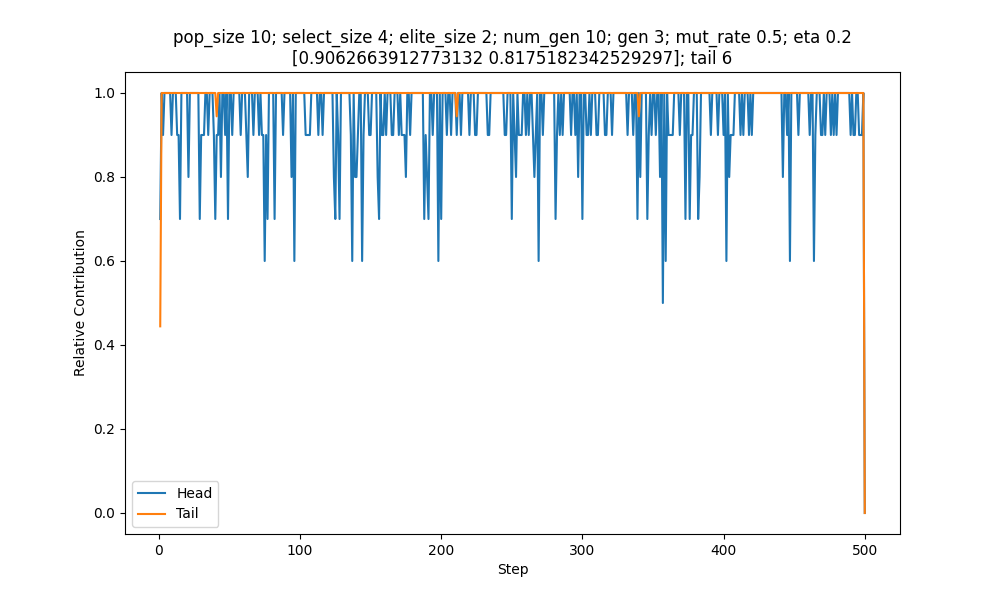 pop_size 10; select_size 4; elite_size 2; num_gen 10; gen 3; mut_rate 0.5; eta 0.2
[0.9062663912773132 0.8175182342529297]; tail 6
Relative Contribution
1.0
0.8
0.6
0.4
0.2
0.0
Head
Tail
0
100
200
300
400
500
Step